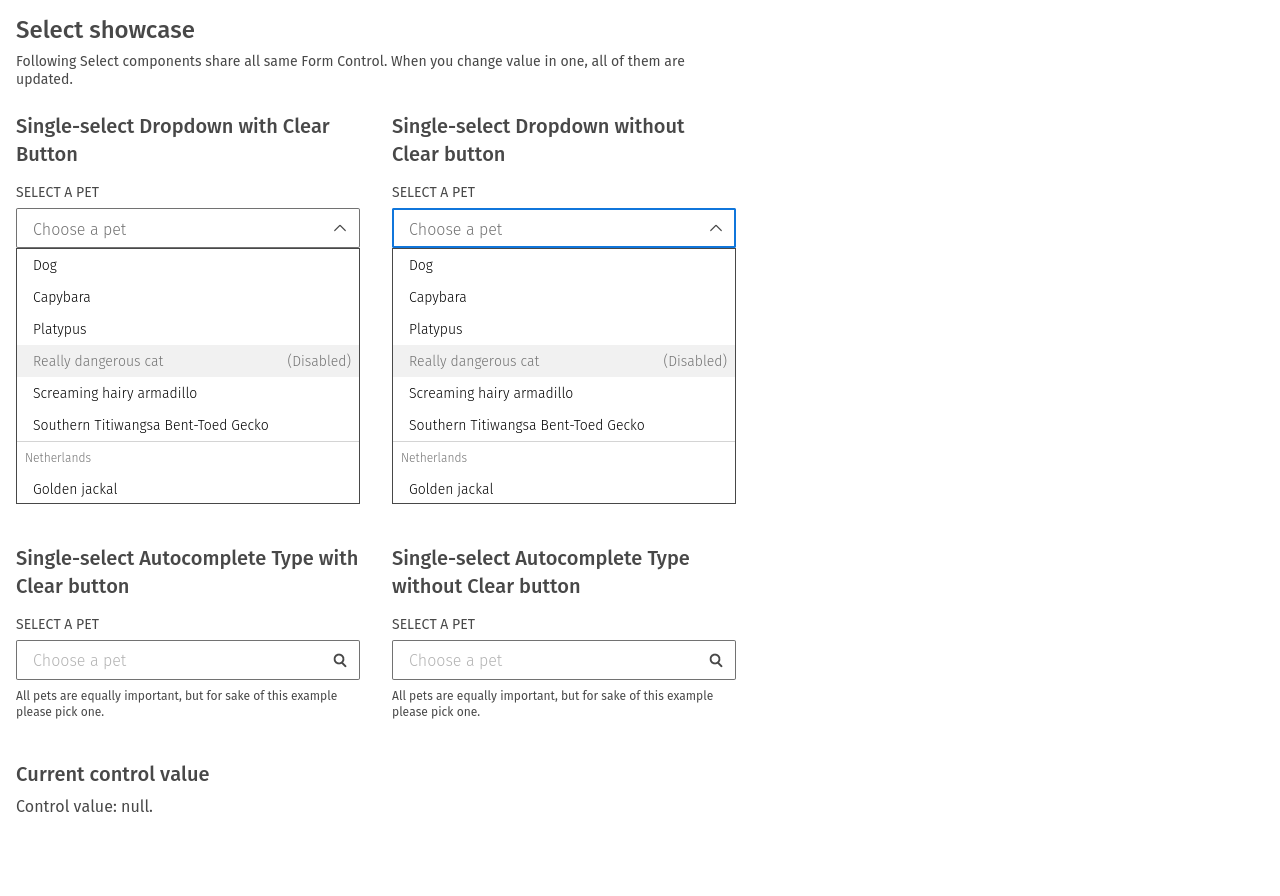 Select showcase
Following Select components share all same Form Control. When you change value in one, all of them are
updated.
Single-select Dropdown with Clear
Button
SELECT A PET
Choose a pet
Dog
Capybara
Platypus
Really dangerous cat (Disabled)
Screaming hairy armadillo
Southern Titiwangsa Bent-Toed Gecko
Netherlands
Golden jackal
Single-select Dropdown without
Clear button
SELECT A PET
Choose a pet
Dog
Capybara
Platypus
Really dangerous cat (Disabled)
Screaming hairy armadillo
Southern Titiwangsa Bent-Toed Gecko
Netherlands
Golden jackal
Single-select Autocomplete Type with
Clear button
SELECT A PET
Choose a pet
All pets are equally important, but for sake of this example
please pick one.
Single-select Autocomplete Type
without Clear button
SELECT A PET
Choose a pet
All pets are equally important, but for sake of this example
please pick one.
Current control value
Control value: null.